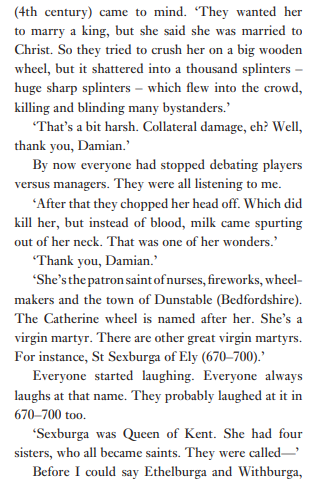 (4th century) came to mind. ‘They wanted her
to marry a king, but she said she was married to
Christ. So they tried to crush her on a big wooden
wheel, but it shattered into a thousand splinters –
huge sharp splinters – which flew into the crowd,
killing and blinding many bystanders.’
‘That’s a bit harsh. Collateral damage, eh? Well,
thank you, Damian.’
By now everyone had stopped debating players
versus managers. They were all listening to me.
‘After that they chopped her head off. Which did
kill her, but instead of blood, milk came spurting
out of her neck. That was one of her wonders.’
‘Thank you, Damian.’
‘She’s the patron saint of nurses, fireworks, wheel-
makers and the town of Dunstable (Bedfordshire).
The Catherine wheel is named after her. She’s a
virgin martyr. There are other great virgin martyrs.
For instance, St Sexburga of Ely (670–700).’
Everyone started laughing. Everyone always
laughs at that name. They probably laughed at it in
670–700 too.
‘Sexburga was Queen of Kent. She had four
sisters, who all became saints. They were called—’
Before I could say Ethelburga and Withburga,